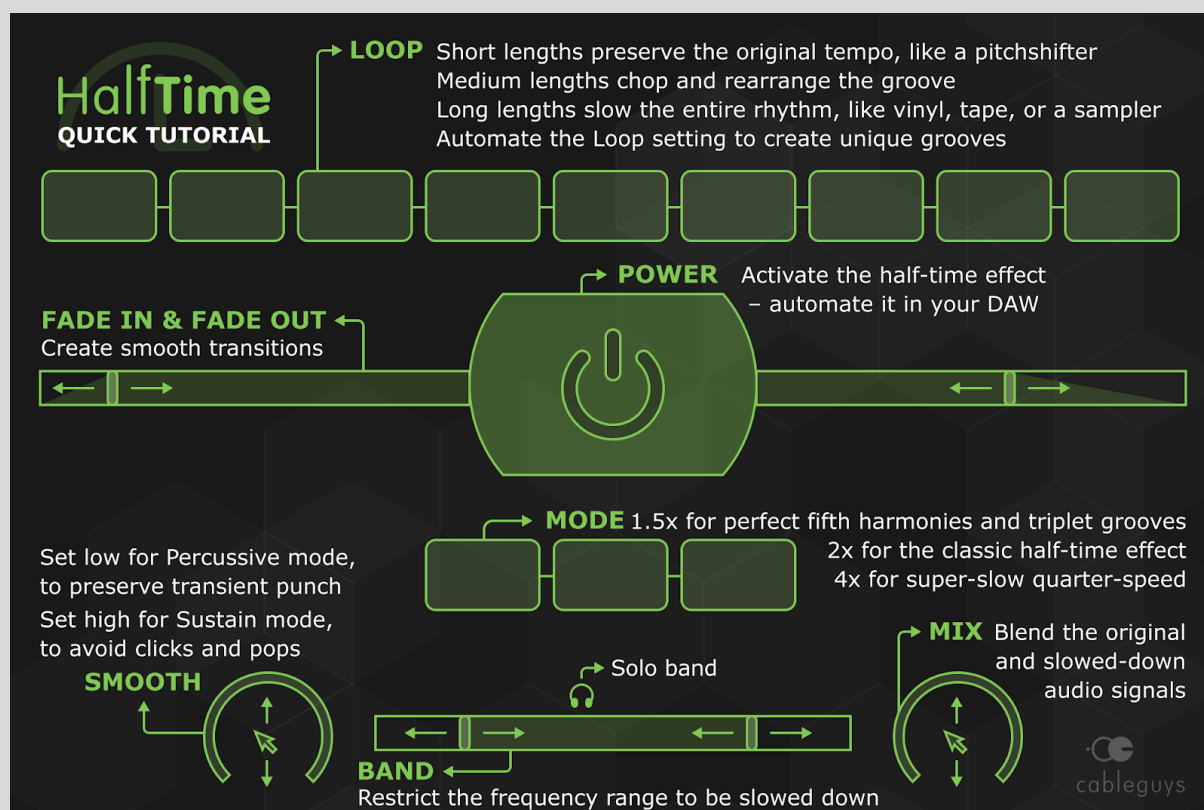 HalfTime
QUICK TUTORIAL
LOOP
Short lengths preserve the original tempo, like a pitchshifter
Medium lengths chop and rearrange the groove
Long lengths slow the entire rhythm, like vinyl, tape, or a sampler
Automate the Loop setting to create unique grooves
POWER
Activate the half-time effect
– automate it in your DAW
FADE IN & FADE OUT
Create smooth transitions
MODE
1.5x for perfect fifth harmonies and triplet grooves
2x for the classic half-time effect
4x for super-slow quarter-speed
Set low for Percussive mode,
to preserve transient punch
Set high for Sustain mode,
to avoid clicks and pops
SMOOTH
Solo band
BAND
Restrict the frequency range to be slowed down
MIX
Blend the original
and slowed-down
audio signals
cableguys